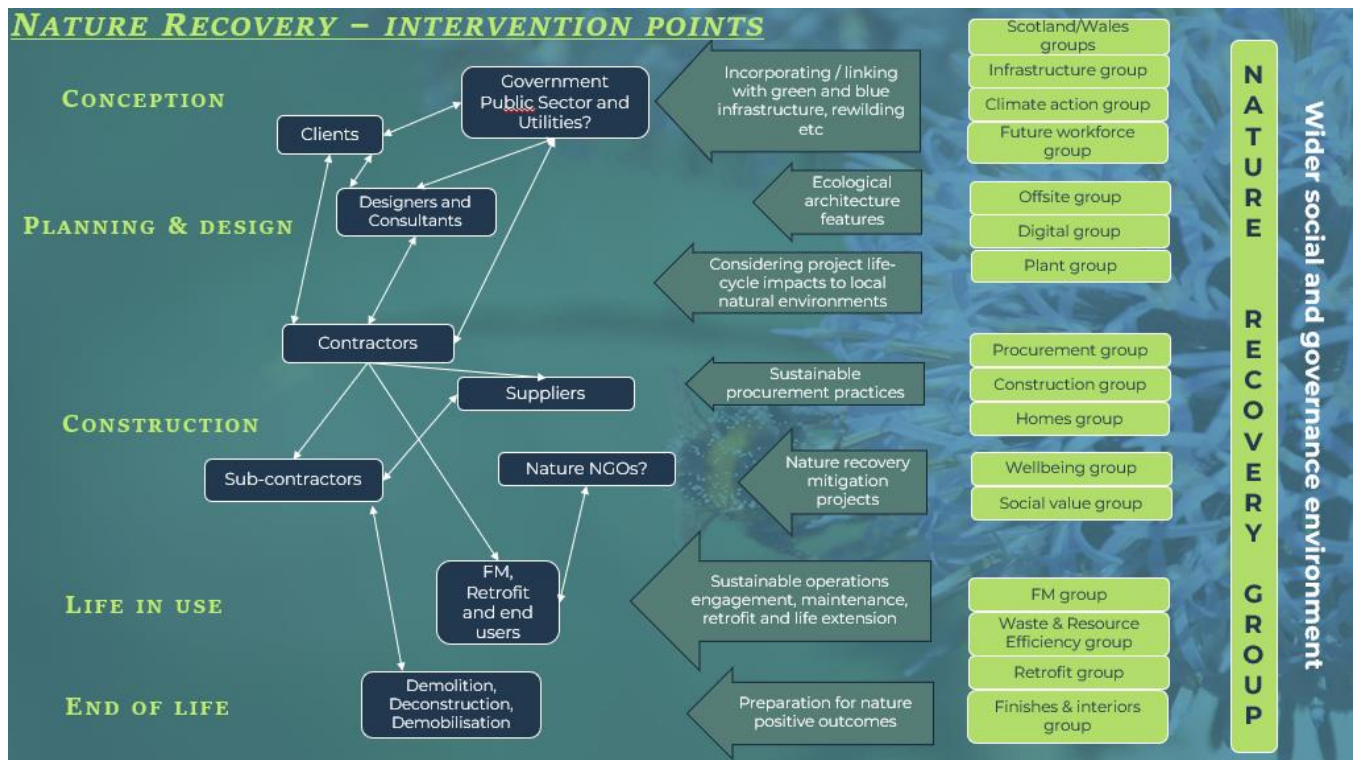 NATURE RECOVERY – INTERVENTION POINTS
CONCEPTION
PLANNING & DESIGN
CONSTRUCTION
LIFE IN USE
END OF LIFE
Government
Public Sector and
Utilities?
Clients
Designers and
Consultants
Contractors
Suppliers
Sub-contractors
Nature NGOs?
FM,
Retrofit
and end
users
Demolition,
Deconstruction,
Demobilisation
Incorporating / linking
with green and blue
infrastructure, rewilding
etc
Ecological
architecture
features
Considering project life-
cycle impacts to local
natural environments
Sustainable
procurement practices
Nature recovery
mitigation
projects
Sustainable operations
engagement, maintenance,
retrofit and life extension
Preparation for nature
positive outcomes
Scotland/Wales
groups
Infrastructure group
Climate action group
Future workforce
group
Offsite group
Digital group
Plant group
Procurement group
Construction group
Homes group
Wellbeing group
Social value group
FM group
Waste & Resource
Efficiency group
Retrofit group
Finishes & interiors
group
NATURE RECOVERY GROUP
Wider social and governance environment